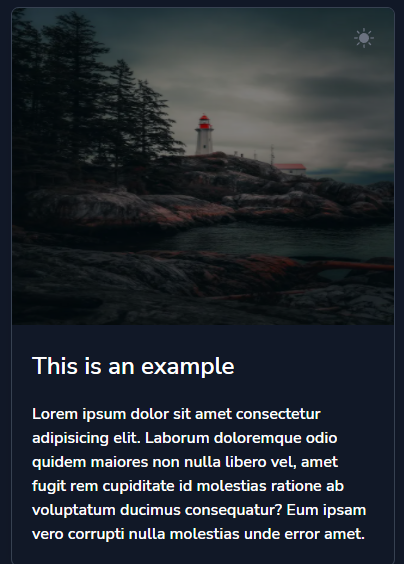 This is an example
Lorem ipsum dolor sit amet consectetur
adipisicing elit. Laborum doloremque odio
quidem maiores non nulla libero vel, amet
fugit rem cupiditate id molestias ratione ab
voluptatum ducimus consequatur? Eum ipsam
vero corrupti nulla molestias unde error amet.